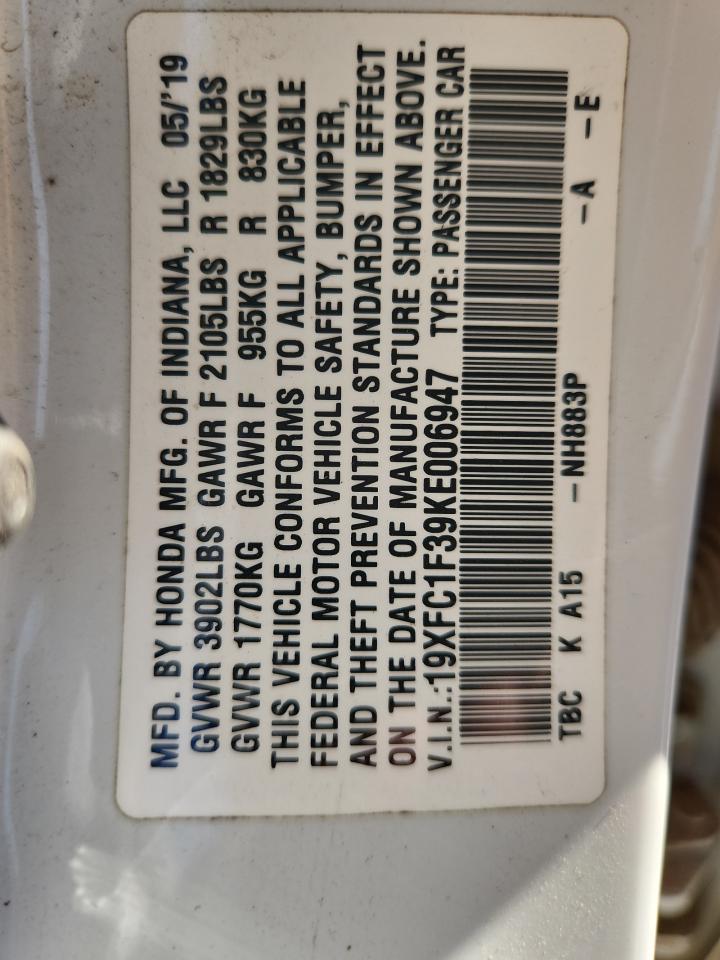 MFD. BY HONDA MFG. OF INDIANA, LLC 05/'19
GVWR 3902LBS GAWR F 2105LBS R 1829LBS
GVWR 1770KG GAWR F 955KG R 830KG
THIS VEHICLE CONFORMS TO ALL APPLICABLE
FEDERAL MOTOR VEHICLE SAFETY, BUMPER,
AND THEFT PREVENTION STANDARDS IN EFFECT
ON THE DATE OF MANUFACTURE SHOWN ABOVE.
V.I.N.:19XFC1F39KE006947 TYPE: PASSENGER CAR
TBC K A15 -NH883P -A -E